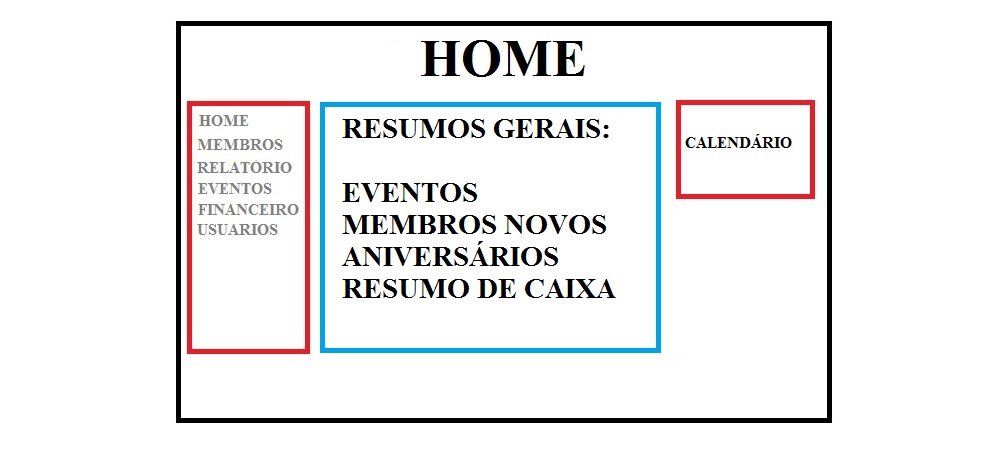 HOME
HOME
MEMBROS
RELATÓRIO
EVENTOS
FINANCEIRO
USUARIOS
RESUMOS GERAIS:
EVENTOS
MEMBROS NOVOS
ANIVERSÁRIOS
RESUMO DE CAIXA
CALENDÁRIO